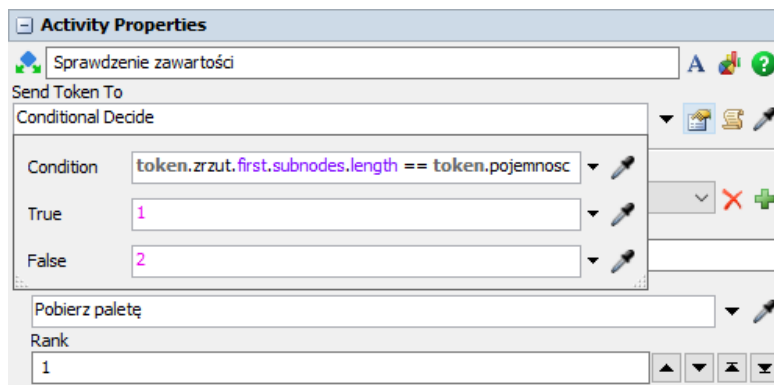 Activity Properties
Sprawdzenie zawartości
A
?
Send Token To
Conditional Decide
Condition
token.zrzut.first.subnodes.length == token.pojemnosc
True
1
False
2
Pobierz paletę
Rank
1